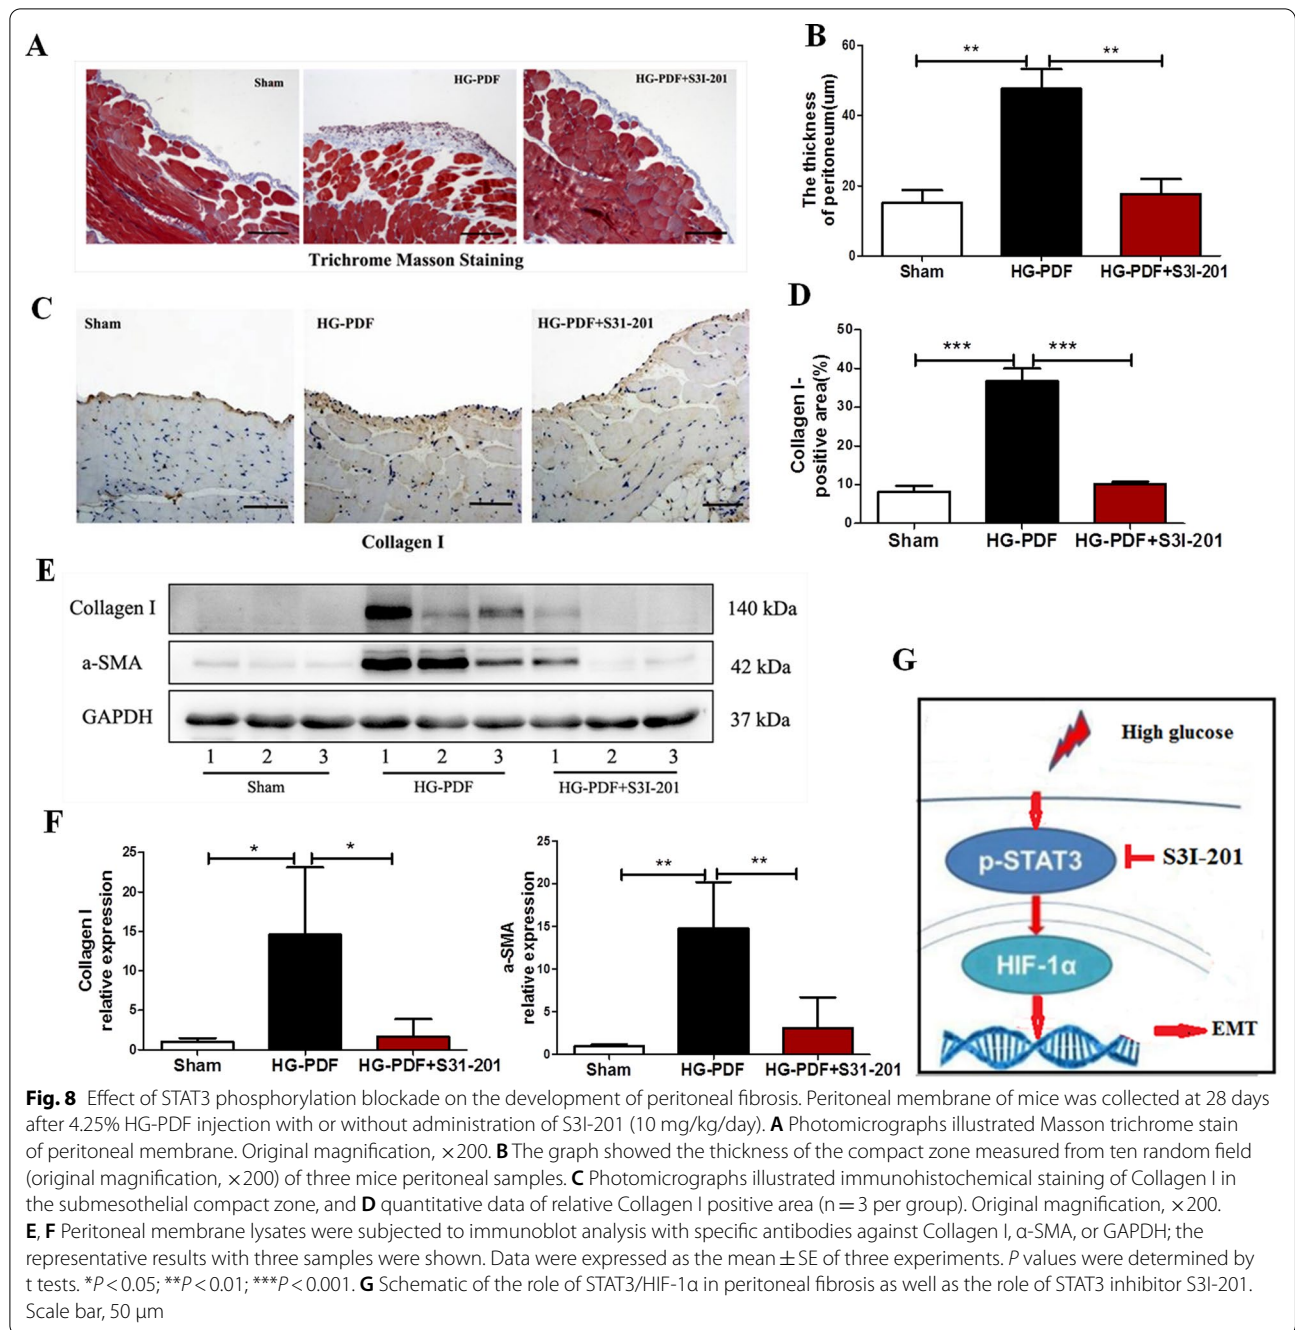 A
Sham
HG-PDF
HG-PDF+S3I-201
Trichrome Masson Staining
B
The thickness
of peritoneum(um)
60
40
20
0
**
**
Sham
HG-PDF
HG-PDF+S3I-201
C
Sham
HG-PDF
HG-PDF+S31-201
Collagen I
D
Collagen I-
positive area(%)
50
40
30
20
10
0
***
***
Sham
HG-PDF
HG-PDF+S3I-201
E
Collagen I
140 kDa
a-SMA
42 kDa
GAPDH
37 kDa
1 2 3 1 2 3 1 2 3
Sham
HG-PDF
HG-PDF+S3I-201
F
Collagen I
relative expression
25
20
15
10
5
0
*
*
Sham
HG-PDF
HG-PDF+S31-201
a-SMA
relative expression
25
20
15
10
5
0
**
**
Sham
HG-PDF
HG-PDF+S31-201
G
High glucose
p-STAT3
S3I-201
HIF-1α
EMT
Fig. 8 Effect of STAT3 phosphorylation blockade on the development of peritoneal fibrosis. Peritoneal membrane of mice was collected at 28 days
after 4.25% HG-PDF injection with or without administration of S3I-201 (10 mg/kg/day). A Photomicrographs illustrated Masson trichrome stain
of peritoneal membrane. Original magnification, ×200. B The graph showed the thickness of the compact zone measured from ten random field
(original magnification, ×200) of three mice peritoneal samples. C Photomicrographs illustrated immunohistochemical staining of Collagen I in
the submesothelial compact zone, and D quantitative data of relative Collagen I positive area (n = 3 per group). Original magnification, ×200.
E, F Peritoneal membrane lysates were subjected to immunoblot analysis with specific antibodies against Collagen I, α-SMA, or GAPDH; the
representative results with three samples were shown. Data were expressed as the mean ± SE of three experiments. P values were determined by
t tests. *P < 0.05; **P < 0.01; ***P < 0.001. G Schematic of the role of STAT3/HIF-1α in peritoneal fibrosis as well as the role of STAT3 inhibitor S3I-201.
Scale bar, 50 μm